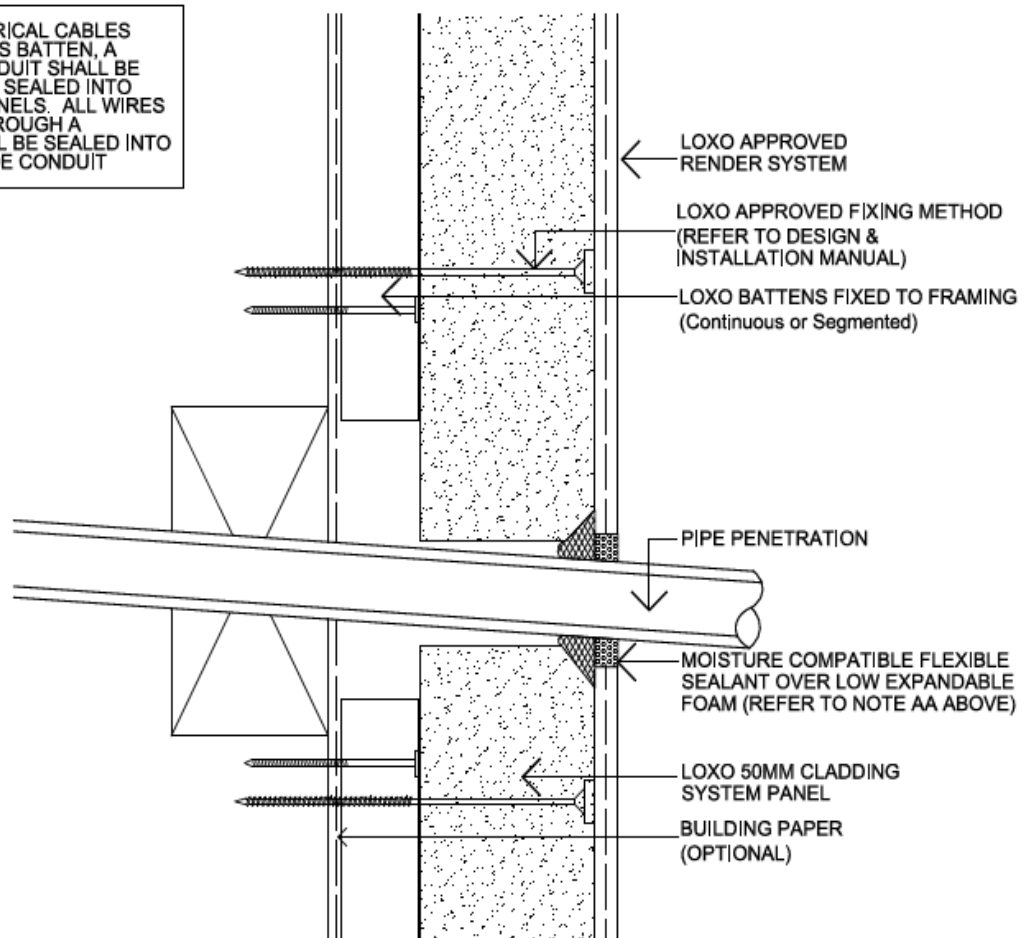 RICAL CABLES
S BATTEN, A
DUIT SHALL BE
SEALED INTO
NELS. ALL WIRES
ROUGH A
L BE SEALED INTO
E CONDUIT
LOXO APPROVED
RENDER SYSTEM
LOXO APPROVED FIXING METHOD
(REFER TO DESIGN &
INSTALLATION MANUAL)
LOXO BATTENS FIXED TO FRAMING
(Continuous or Segmented)
PIPE PENETRATION
MOISTURE COMPATIBLE FLEXIBLE
SEALANT OVER LOW EXPANDABLE
FOAM (REFER TO NOTE AA ABOVE)
LOXO 50MM CLADDING
SYSTEM PANEL
BUILDING PAPER
(OPTIONAL)